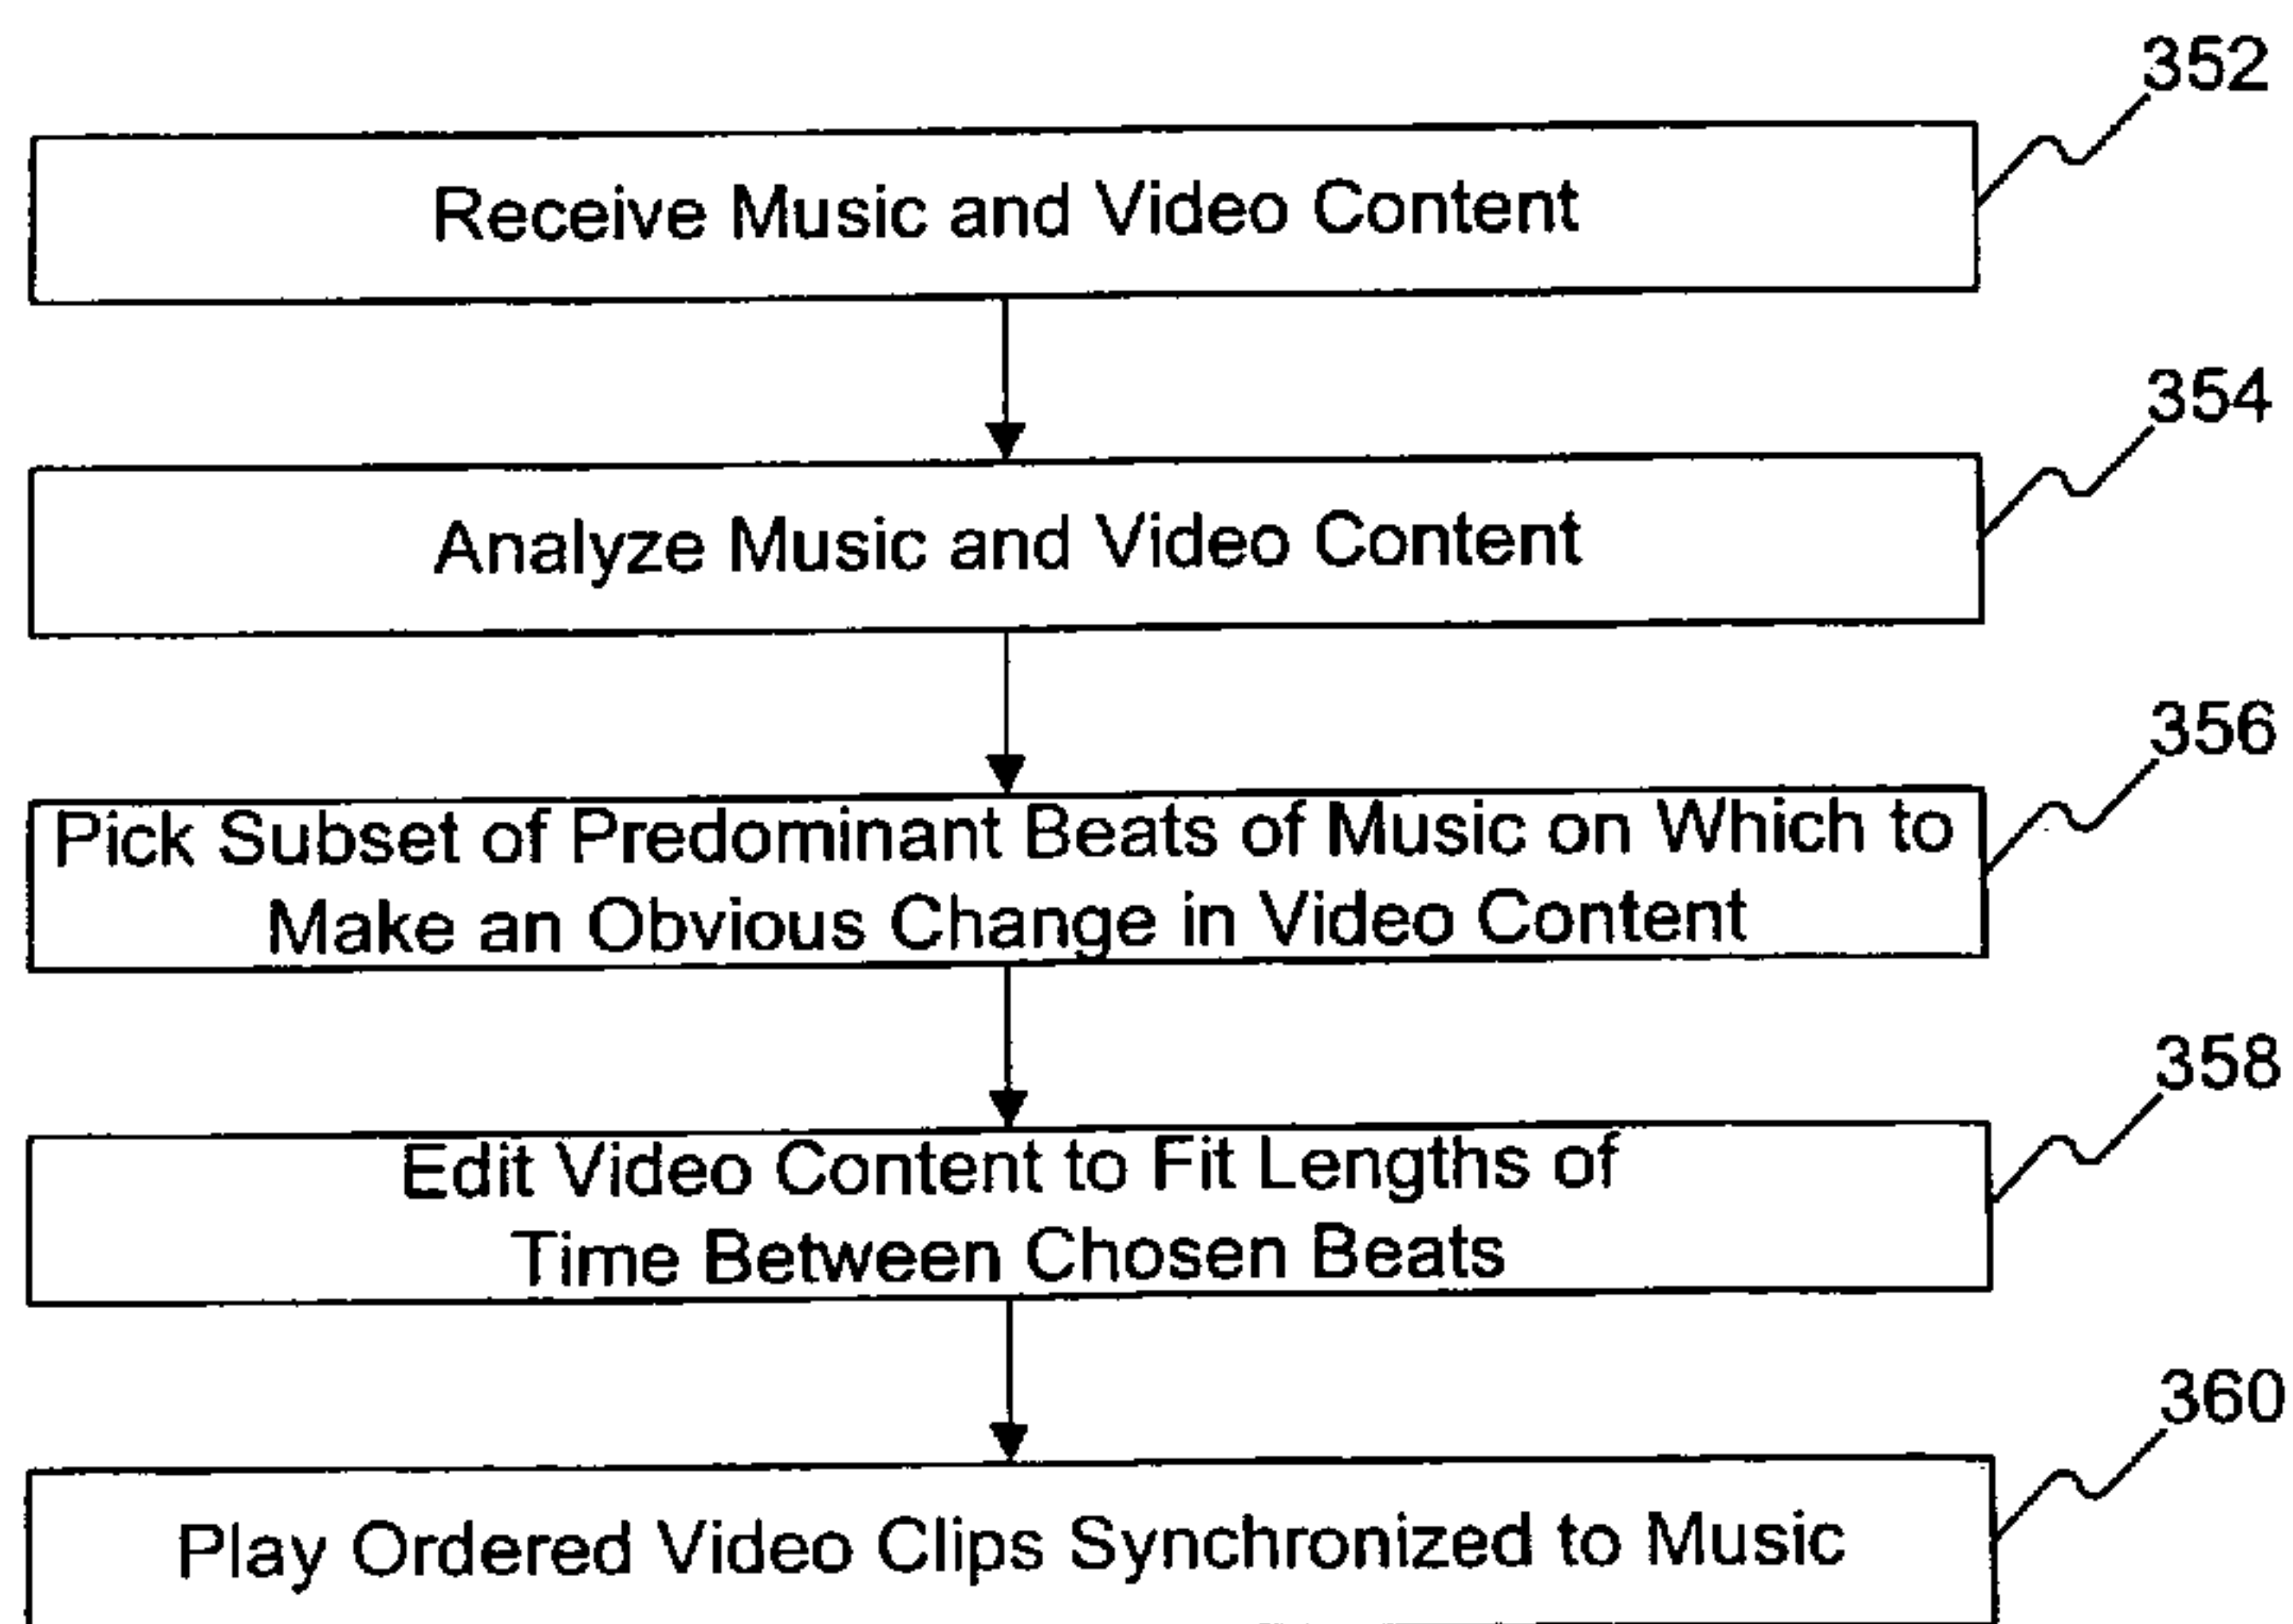 352
Receive Music and Video Content
354
Analyze Music and Video Content
356
Pick Subset of Predominant Beats of Music on Which to
Make an Obvious Change in Video Content
358
Edit Video Content to Fit Lengths of
Time Between Chosen Beats
360
Play Ordered Video Clips Synchronized to Music